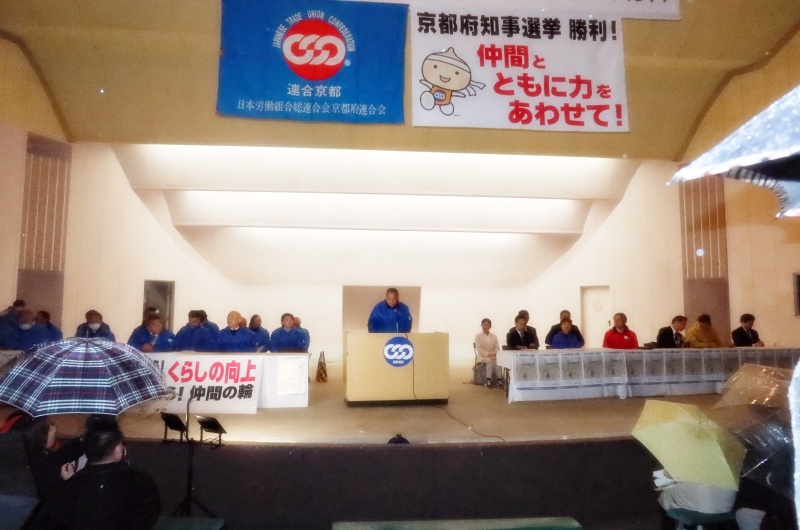 JAPANESE TRADE UNION CONFEDERATION
連合京都
日本労働組合総連合会京都府連合会
京都府知事選挙 勝利!
仲間と
ともに力を
あわせて!
くらしの向上
! 仲間の輪